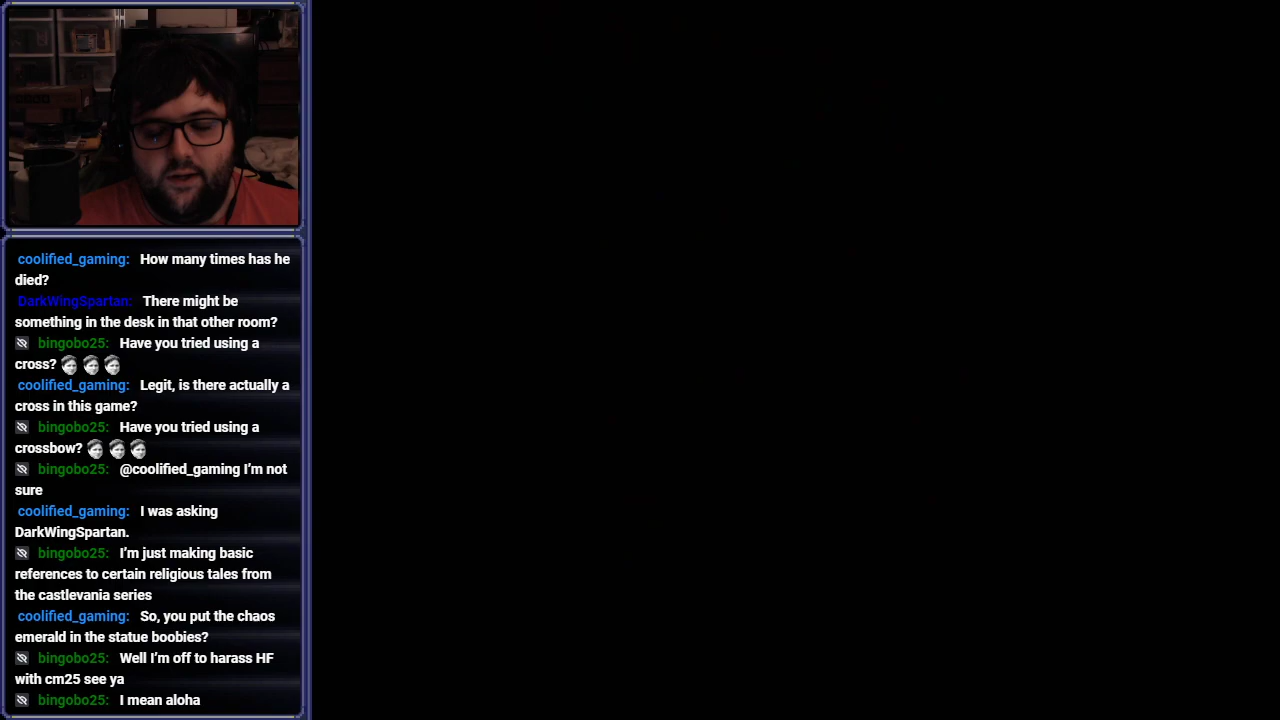 coolified_gaming: How many times has he
died?
DarkWingSpartan: There might be
something in the desk in that other room?
bingobo25: Have you tried using a
cross?
coolified_gaming: Legit, is there actually a
cross in this game?
bingobo25: Have you tried using a
crossbow?
bingobo25: @coolified_gaming I'm not
sure
coolified_gaming: I was asking
DarkWingSpartan.
bingobo25: I'm just making basic
references to certain religious tales from
the castlevania series
coolified_gaming: So, you put the chaos
emerald in the statue boobies?
bingobo25: Well I'm off to harass HF
with cm25 see ya
bingobo25: I mean aloha